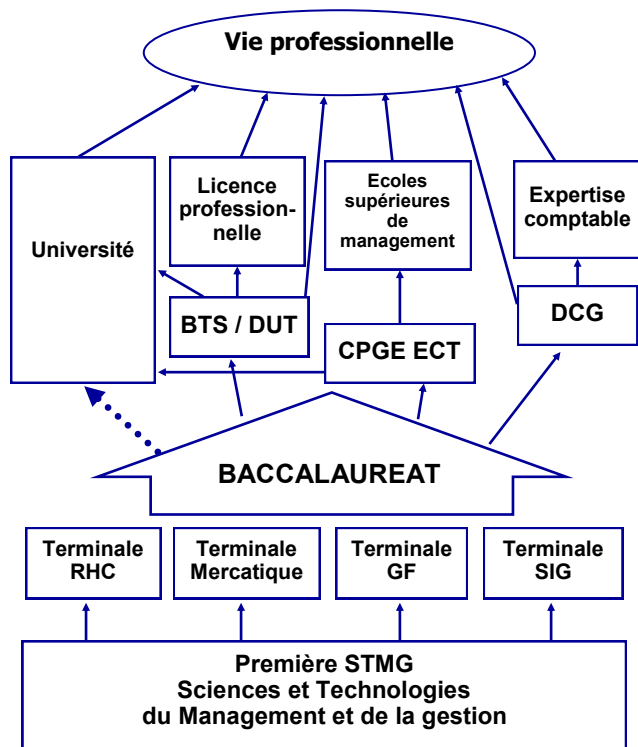 Vie professionnelle
Université
Licence
profession-
nelle
Ecoles
supérieures
de
management
Expertise
comptable
BTS / DUT
CPGE ECT
DCG
BACCALAUREAT
Terminale
RHC
Terminale
Mercatique
Terminale
GF
Terminale
SIG
Première STMG
Sciences et Technologies
du Management et de la gestion